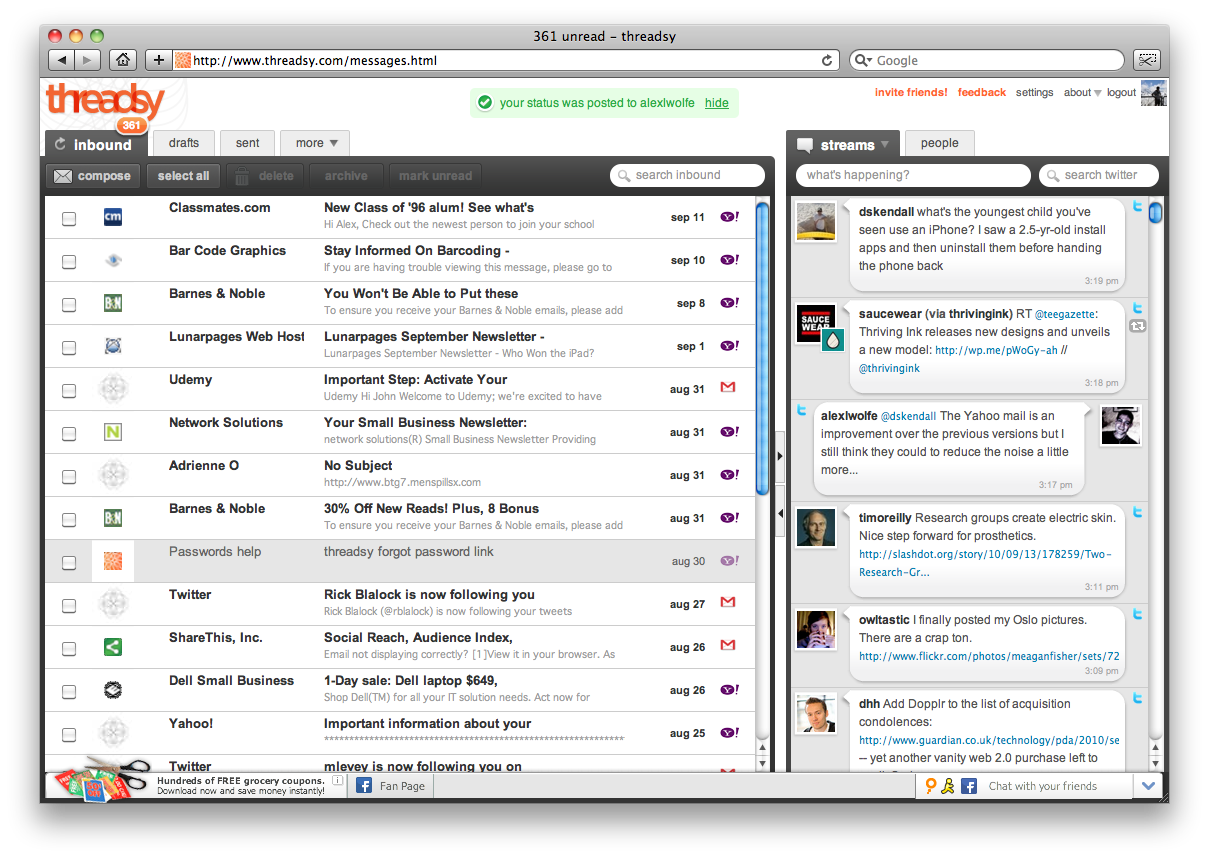 361 unread – threadsy
http://www.threadsy.com/messages.html
Google
threadsy
361
your status was posted to alexlwolfe hide
invite friends! feedback settings about logout
inbound drafts sent more
streams people
compose select all delete archive mark unread
search inbound
what's happening?
search twitter
cm
Classmates.com
New Class of '96 alum! See what's
Hi Alex, Check out the newest person to join your school
sep 11
Y!
Bar Code Graphics
Stay Informed On Barcoding -
If you are having trouble viewing this message, please go to
sep 10
Y!
B&N
Barnes & Noble
You Won't Be Able to Put these
To ensure you receive your Barnes & Noble emails, please add
sep 8
Y!
Lunarpages Web Host
Lunarpages September Newsletter -
Lunarpages September Newsletter - Who Won the iPad?
sep 1
Y!
Udemy
Important Step: Activate Your
Udemy Hi John Welcome to Udemy; we're excited to have
aug 31
N
Network Solutions
Your Small Business Newsletter:
network solutions(R) Small Business Newsletter Providing
aug 31
Y!
Adrienne O
No Subject
http://www.btg7.menspillsx.com
aug 31
Y!
B&N
Barnes & Noble
30% Off New Reads! Plus, 8 Bonus
To ensure you receive your Barnes & Noble emails, please add
aug 31
Y!
Passwords help
threadsy forgot password link
aug 30
Y!
Twitter
Rick Blalock is now following you
Rick Blalock (@rblalock) is now following your tweets
aug 27
ShareThis, Inc.
Social Reach, Audience Index,
Email not displaying correctly? [1]View it in your browser. As
aug 26
Dell Small Business
1-Day sale: Dell laptop $649,
Shop Dell(TM) for all your IT solution needs. Act now for
aug 26
Y!
Yahoo!
Important information about your
************************************************************
aug 25
Y!
Twitter
mlevey is now following you on
dskendall what's the youngest child you've
seen use an iPhone? I saw a 2.5-yr-old install
apps and then uninstall them before handing
the phone back
3:19 pm
SAUCE
WEAR
saucewear (via thrivingink) RT @teegazette:
Thriving Ink releases new designs and unveils
a new model: http://wp.me/pWoGy-ah //
@thrivingink
3:18 pm
alexlwolfe @dskendall The Yahoo mail is an
improvement over the previous versions but I
still think they could to reduce the noise a little
more...
3:17 pm
timoreilly Research groups create electric skin.
Nice step forward for prosthetics.
http://slashdot.org/story/10/09/13/178259/Two-
Research-Gr...
3:11 pm
owltastic I finally posted my Oslo pictures.
There are a crap ton.
http://www.flickr.com/photos/meaganfisher/sets/72
3:09 pm
dhh Add Dopplr to the list of acquisition
condolences:
http://www.guardian.co.uk/technology/pda/2010/se
-- yet another vanity web 2.0 purchase left to
Hundreds of FREE grocery coupons.
Download now and save money instantly!
Fan Page
Chat with your friends